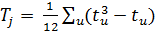 T_j = \frac{1}{12} \sum_u (t_u^3 - t_u)